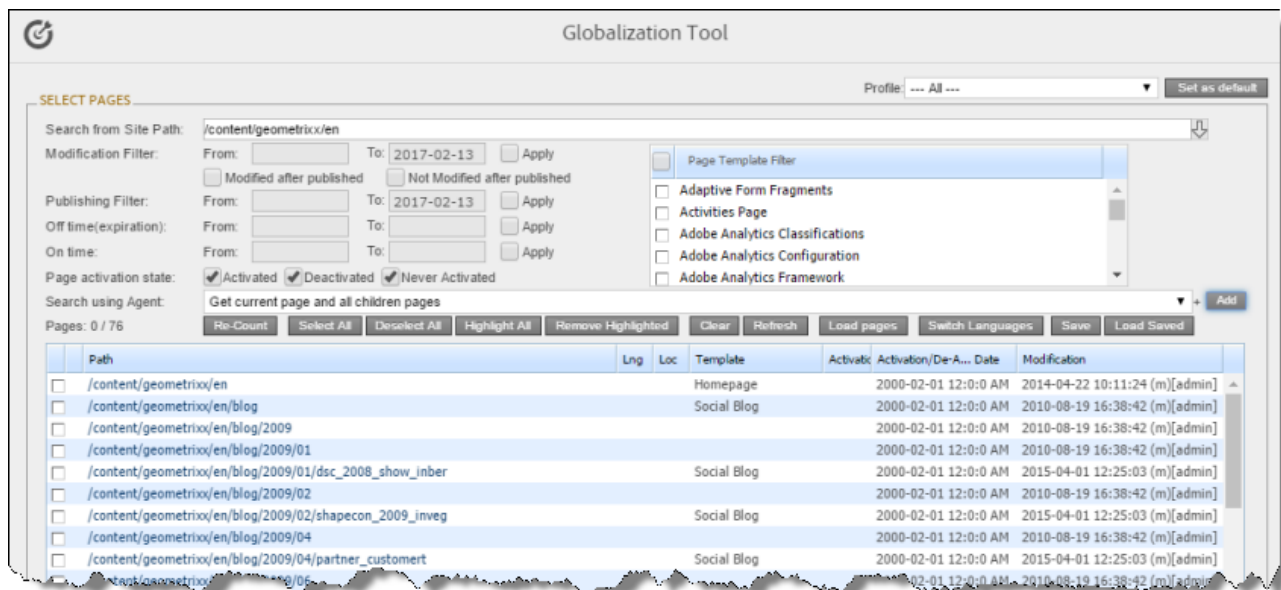 Globalization Tool
Profile: --- All --- Set as default
SELECT PAGES
Search from Site Path: /content/geometrixx/en
Modification Filter: From: To: 2017-02-13 Apply
Modified after published Not Modified after published
Publishing Filter: From: To: 2017-02-13 Apply
Off time(expiration): From: To: Apply
On time: From: To: Apply
Page activation state: Activated Deactivated Never Activated
Page Template Filter
Adaptive Form Fragments
Activities Page
Adobe Analytics Classifications
Adobe Analytics Configuration
Adobe Analytics Framework
Search using Agent: Get current page and all children pages + Add
Pages: 0 / 76 Re-Count Select All Deselect All Highlight All Remove Highlighted Clear Refresh Load pages Switch Languages Save Load Saved
Path Lng Loc Template Activatic Activation/De-A... Date Modification
/content/geometrixx/en Homepage 2000-02-01 12:0:0 AM 2014-04-22 10:11:24 (m)[admin]
/content/geometrixx/en/blog Social Blog 2000-02-01 12:0:0 AM 2010-08-19 16:38:42 (m)[admin]
/content/geometrixx/en/blog/2009 2000-02-01 12:0:0 AM 2010-08-19 16:38:42 (m)[admin]
/content/geometrixx/en/blog/2009/01 2000-02-01 12:0:0 AM 2010-08-19 16:38:42 (m)[admin]
/content/geometrixx/en/blog/2009/01/dsc_2008_show_inber Social Blog 2000-02-01 12:0:0 AM 2015-04-01 12:25:03 (m)[admin]
/content/geometrixx/en/blog/2009/02 2000-02-01 12:0:0 AM 2010-08-19 16:38:42 (m)[admin]
/content/geometrixx/en/blog/2009/02/shapecon_2009_inveg Social Blog 2000-02-01 12:0:0 AM 2015-04-01 12:25:03 (m)[admin]
/content/geometrixx/en/blog/2009/04 2000-02-01 12:0:0 AM 2010-08-19 16:38:42 (m)[admin]
/content/geometrixx/en/blog/2009/04/partner_customert Social Blog 2000-02-01 12:0:0 AM 2015-04-01 12:25:03 (m)[admin]
12:0:0 AM 2010-08-19 16:38:42 (m)[admin]